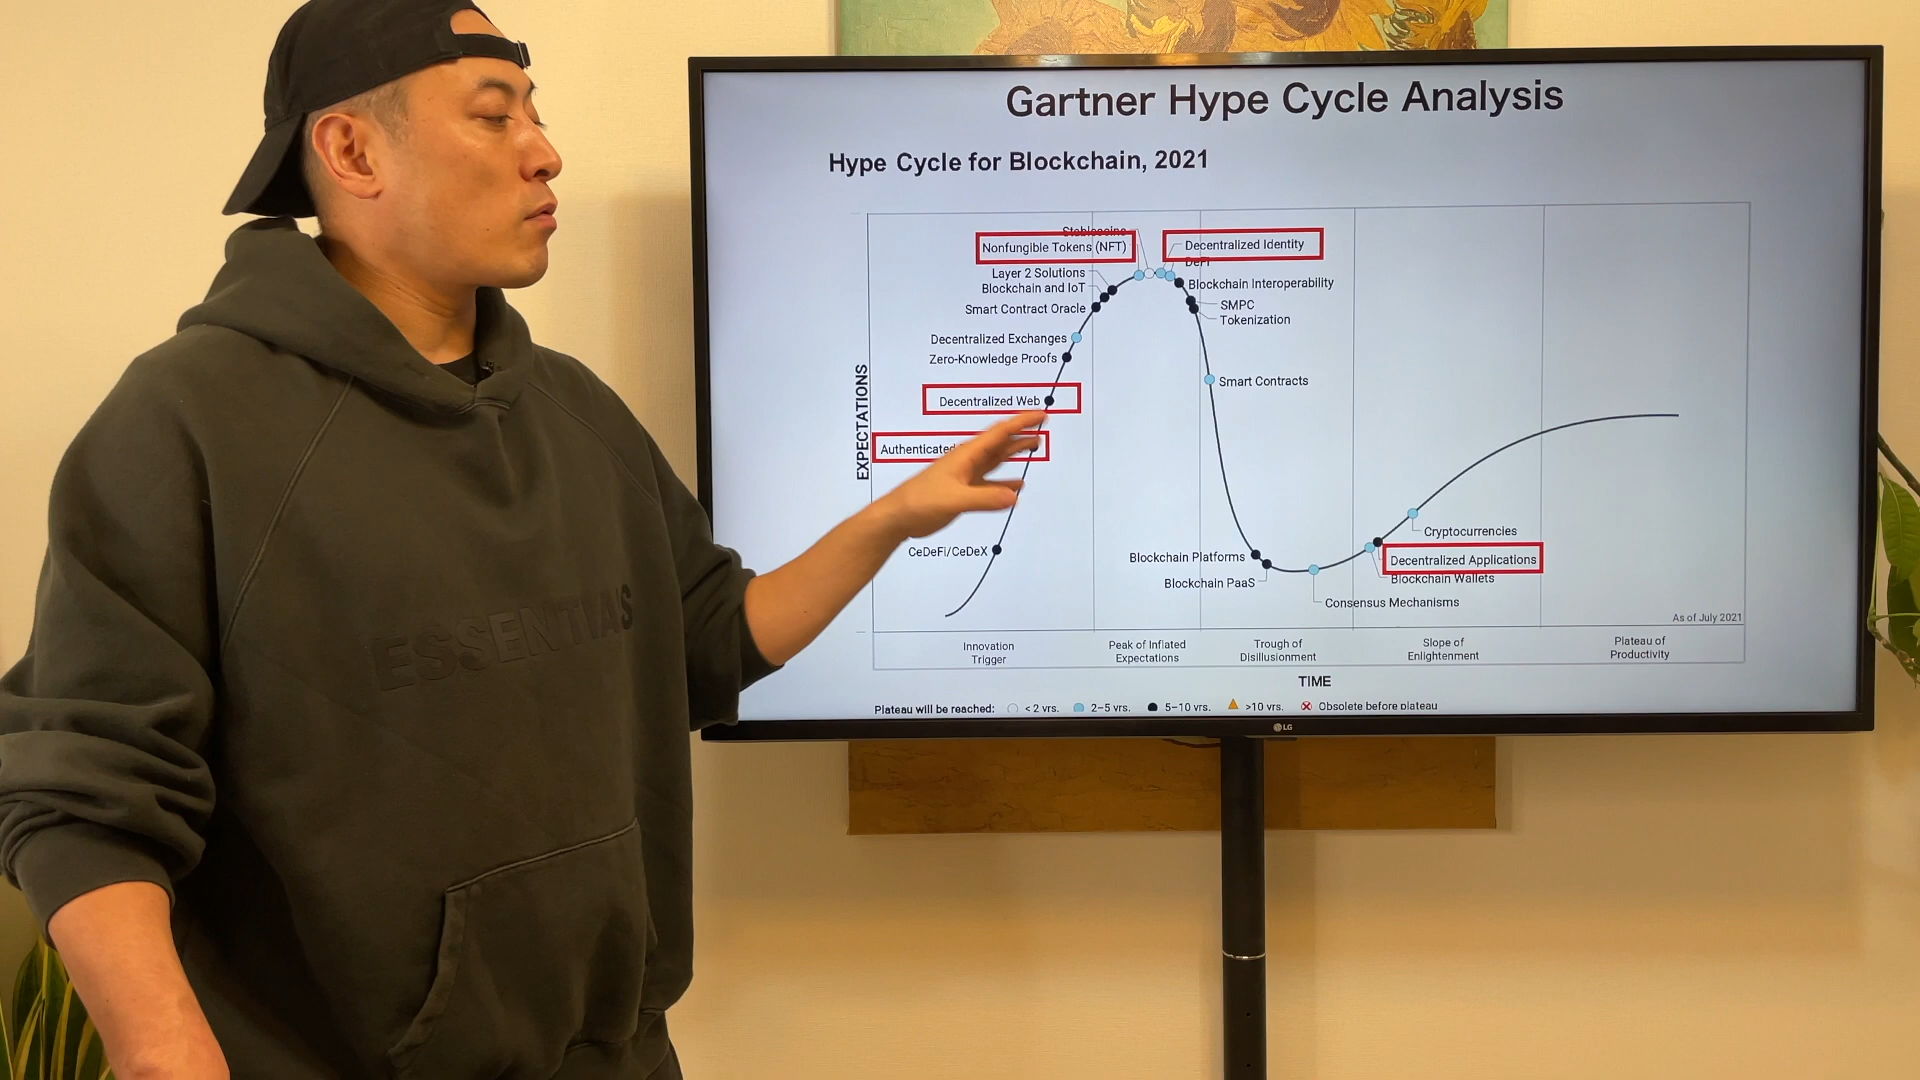 Gartner Hype Cycle Analysis
Hype Cycle for Blockchain, 2021
Stablecoins
Nonfungible Tokens (NFT)
Decentralized Identity
DeFi
Layer 2 Solutions
Blockchain Interoperability
Blockchain and IoT
SMPC
Smart Contract Oracle
Tokenization
Decentralized Exchanges
Zero-Knowledge Proofs
Smart Contracts
Decentralized Web
EXPECTATIONS
Authenticated
CeDeFi/CeDeX
Cryptocurrencies
Blockchain Platforms
Decentralized Applications
Blockchain PaaS
Blockchain Wallets
Consensus Mechanisms
As of July 2021
Innovation Trigger
Peak of Inflated Expectations
Trough of Disillusionment
Slope of Enlightenment
Plateau of Productivity
TIME
Plateau will be reached: < 2 yrs. 2–5 yrs. 5–10 yrs. >10 yrs. Obsolete before plateau
LG
ESSENTIALS